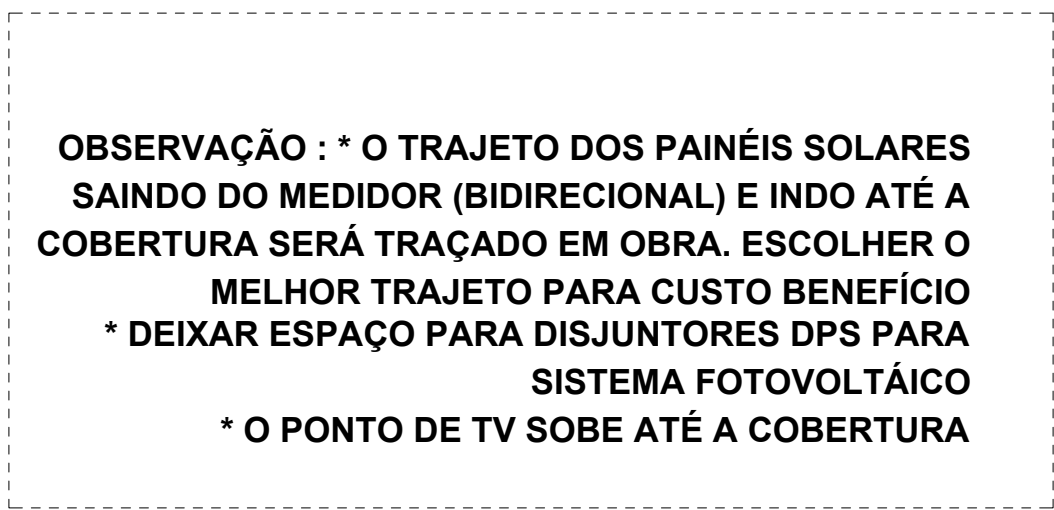 OBSERVAÇÃO : * O TRAJETO DOS PAINÉIS SOLARES
SAINDO DO MEDIDOR (BIDIRECIONAL) E INDO ATÉ A
COBERTURA SERÁ TRAÇADO EM OBRA. ESCOLHER O
MELHOR TRAJETO PARA CUSTO BENEFÍCIO
* DEIXAR ESPAÇO PARA DISJUNTORES DPS PARA
SISTEMA FOTOVOLTÁICO
* O PONTO DE TV SOBE ATÉ A COBERTURA